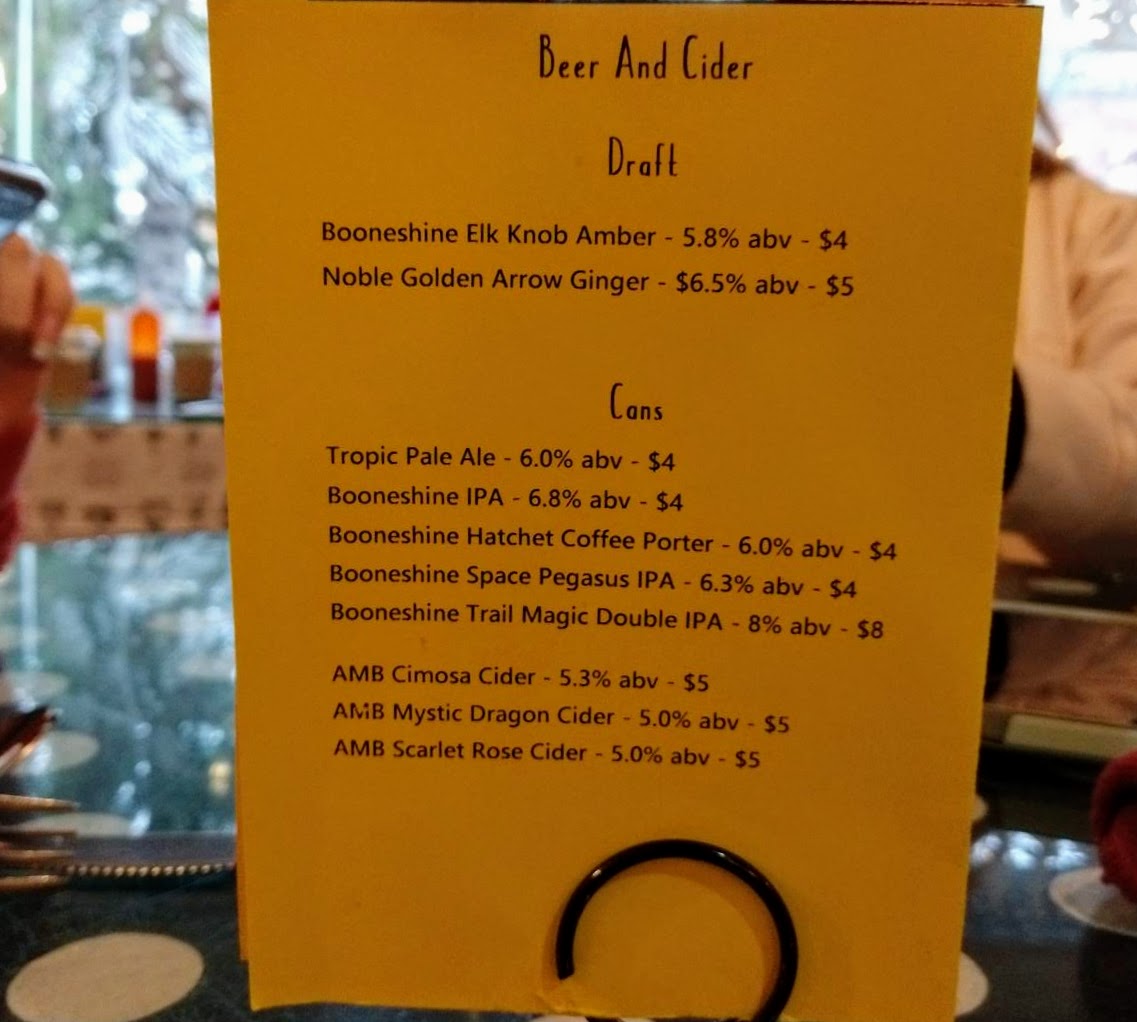 Beer And Cider
Draft
Booneshine Elk Knob Amber - 5.8% abv - $4
Noble Golden Arrow Ginger - $6.5% abv - $5
Cans
Tropic Pale Ale - 6.0% abv - $4
Booneshine IPA - 6.8% abv - $4
Booneshine Hatchet Coffee Porter - 6.0% abv - $4
Booneshine Space Pegasus IPA - 6.3% abv - $4
Booneshine Trail Magic Double IPA - 8% abv - $8
AMB Cimosa Cider - 5.3% abv - $5
AMB Mystic Dragon Cider - 5.0% abv - $5
AMB Scarlet Rose Cider - 5.0% abv - $5